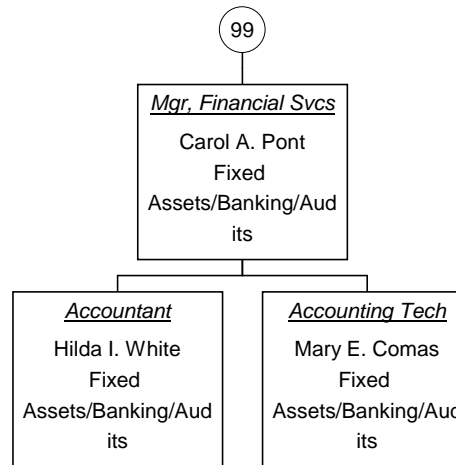 99
Mgr, Financial Svcs
Carol A. Pont
Fixed
Assets/Banking/Aud
its
Accountant
Hilda I. White
Fixed
Assets/Banking/Aud
its
Accounting Tech
Mary E. Comas
Fixed
Assets/Banking/Aud
its